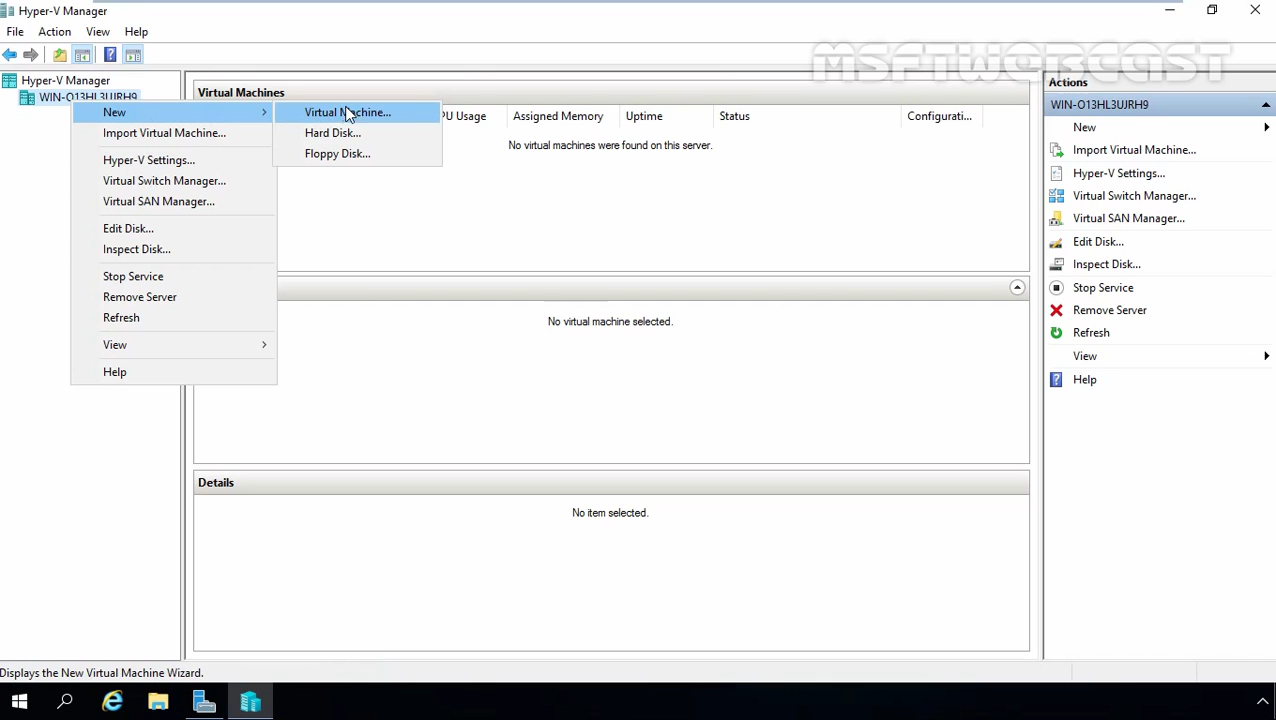 Hyper-V Manager
File Action View Help
MSFTWEBCAST
Hyper-V Manager
WIN-O13HL3UJRH9
New
Import Virtual Machine...
Hyper-V Settings...
Virtual Switch Manager...
Virtual SAN Manager...
Edit Disk...
Inspect Disk...
Stop Service
Remove Server
Refresh
View
Help
Virtual Machine...
Hard Disk...
Floppy Disk...
Virtual Machines
PU Usage Assigned Memory Uptime Status Configurati...
No virtual machines were found on this server.
No virtual machine selected.
Details
No item selected.
Actions
WIN-O13HL3UJRH9
New
Import Virtual Machine...
Hyper-V Settings...
Virtual Switch Manager...
Virtual SAN Manager...
Edit Disk...
Inspect Disk...
Stop Service
Remove Server
Refresh
View
Help
Displays the New Virtual Machine Wizard.